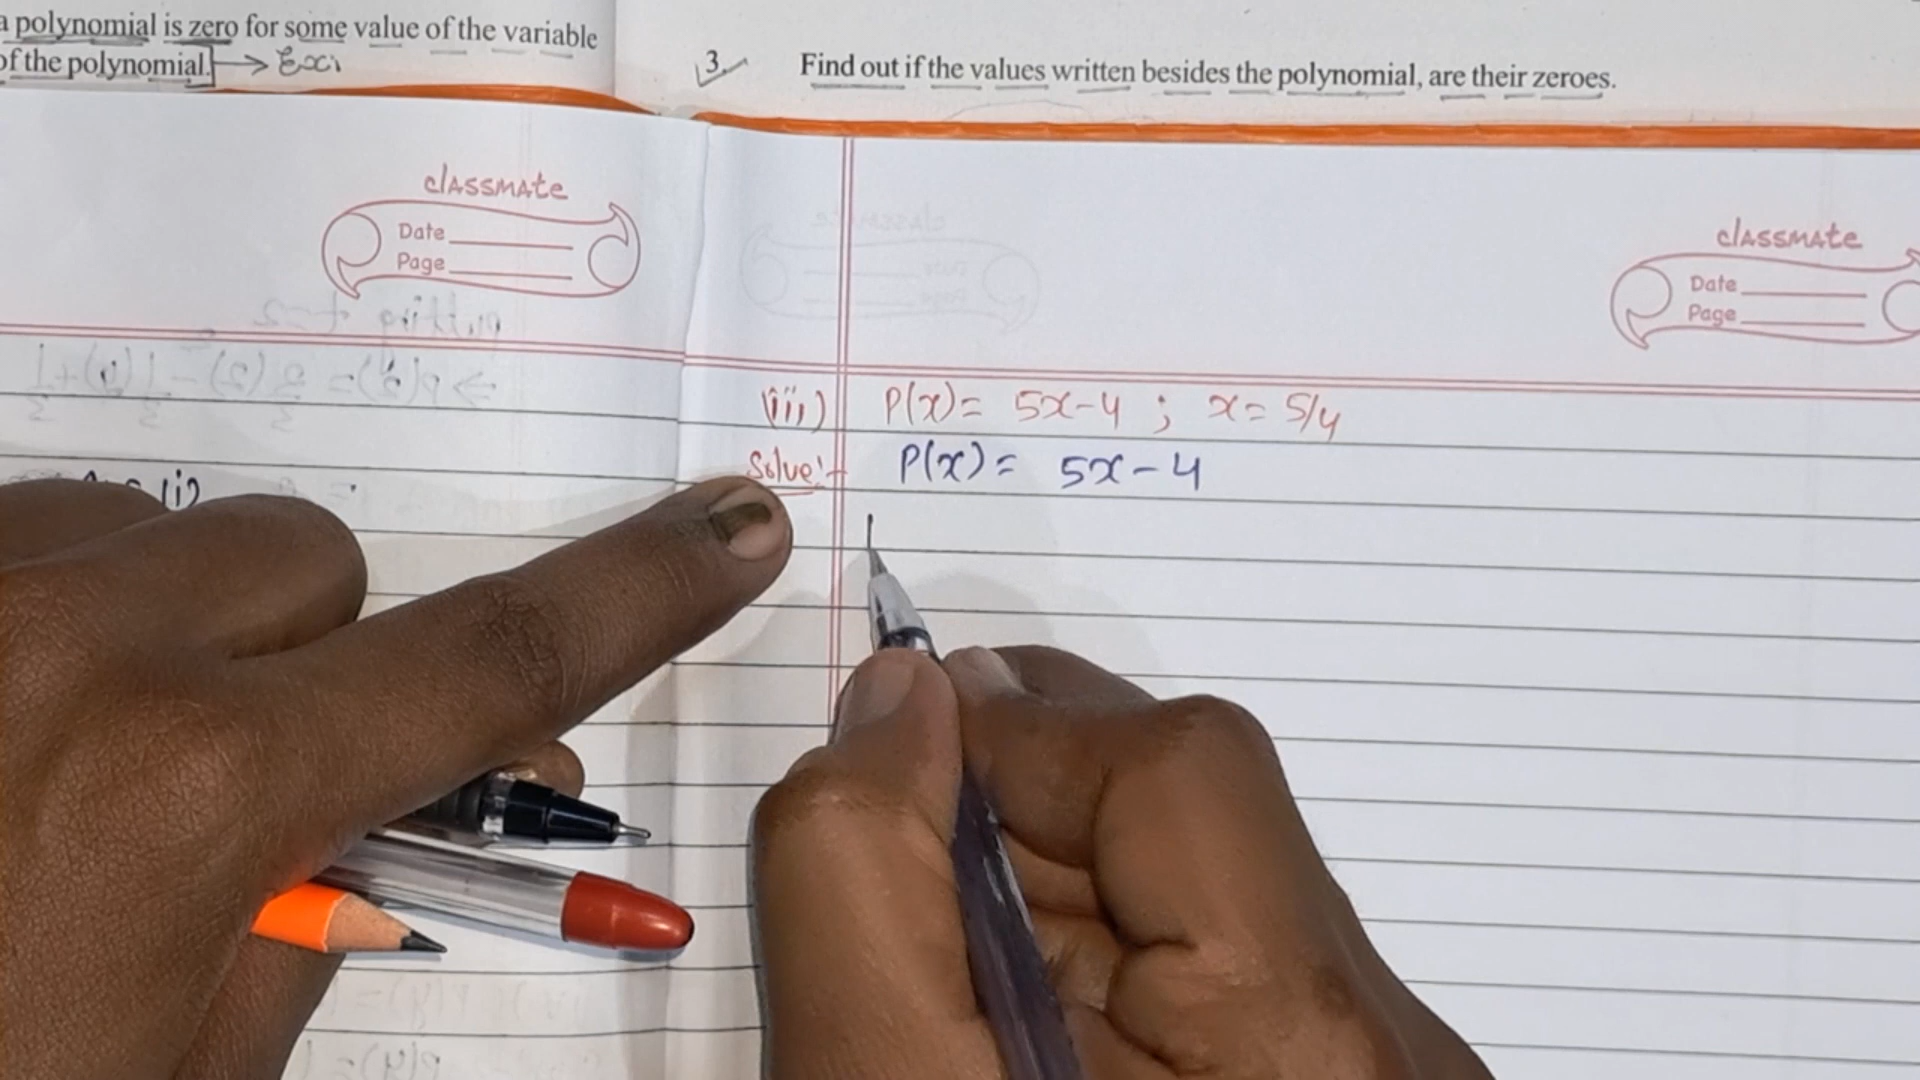 a polynomial is zero for some value of the variable
of the polynomial. → Exi
3. Find out if the values written besides the polynomial, are their zeroes.
classmate
Date
Page
classmate
Date
Page
(iii) P(x) = 5x-4 ; x = 5/4
Solve:- P(x) = 5x - 4